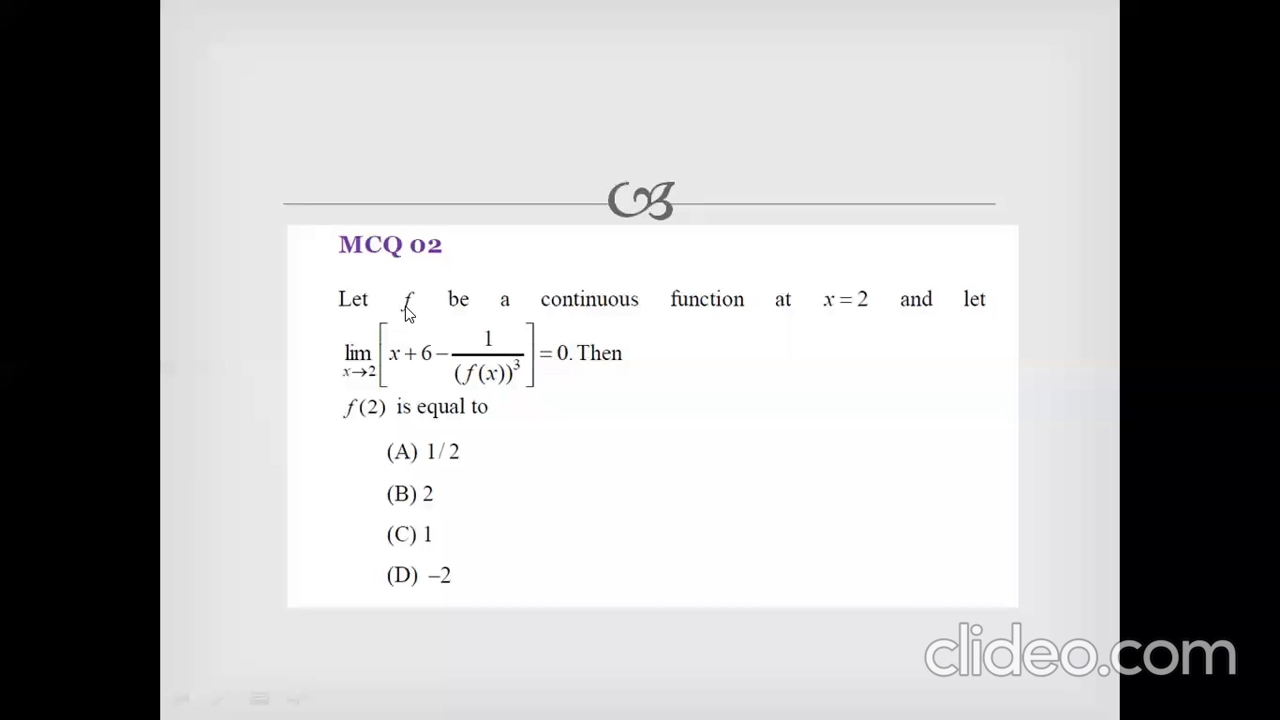 MCQ 02
Let f be a continuous function at x = 2 and let
lim x→2 [ x + 6 − 1 / (f(x))³ ] = 0. Then
f (2) is equal to
(A) 1/ 2
(B) 2
(C) 1
(D) −2
clideo.com